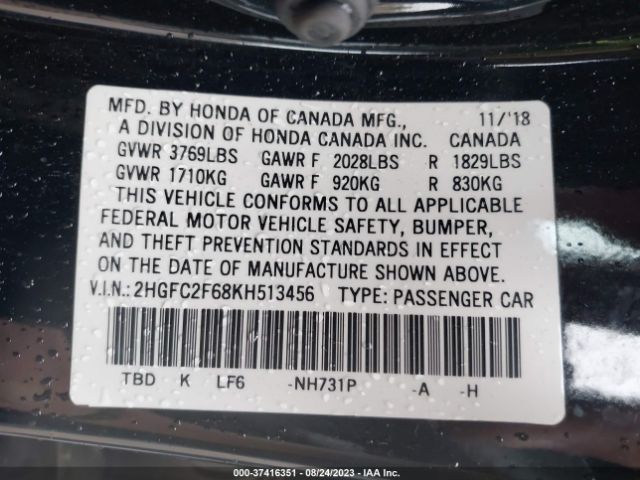 MFD. BY HONDA OF CANADA MFG., 11/'18
A DIVISION OF HONDA CANADA INC. CANADA
GVWR 3769LBS GAWR F 2028LBS R 1829LBS
GVWR 1710KG GAWR F 920KG R 830KG
THIS VEHICLE CONFORMS TO ALL APPLICABLE
FEDERAL MOTOR VEHICLE SAFETY, BUMPER,
AND THEFT PREVENTION STANDARDS IN EFFECT
ON THE DATE OF MANUFACTURE SHOWN ABOVE.
V.I.N.: 2HGFC2F68KH513456 TYPE: PASSENGER CAR
TBD K LF6 -NH731P -A -H
000-37416351 / 08/24/2023 - IAA Inc.